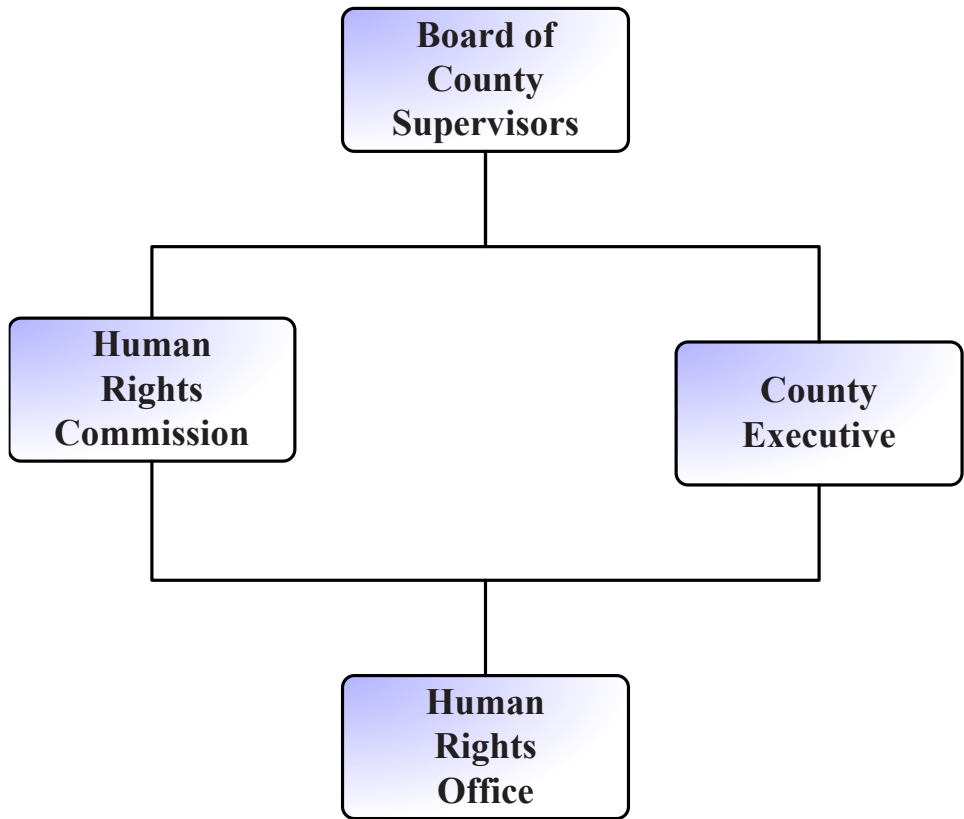 Board of
County
Supervisors
Human
Rights
Commission
County
Executive
Human
Rights
Office